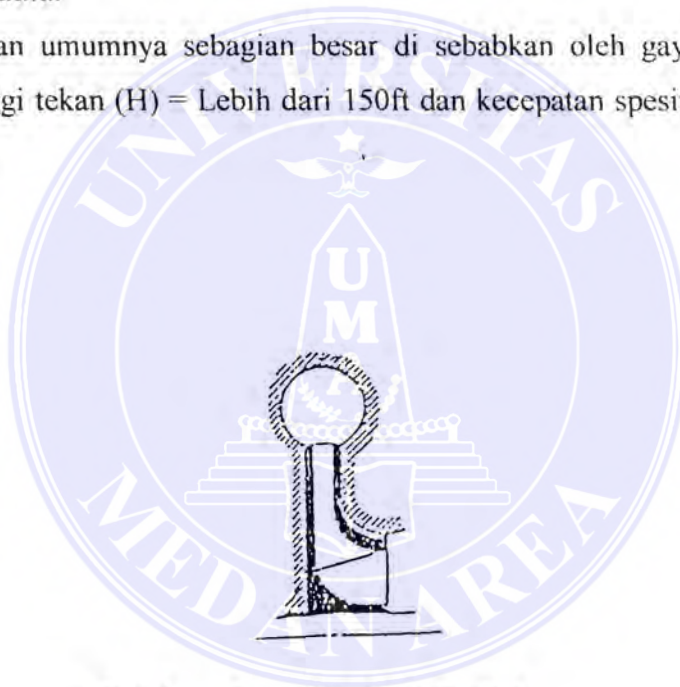 an umumnya sebagian besar di sebabkan oleh gay
gi tekan (H) = Lebih dari 150ft dan kecepatan spesi
UNIVERSITAS
UMA
MEDAN AREA